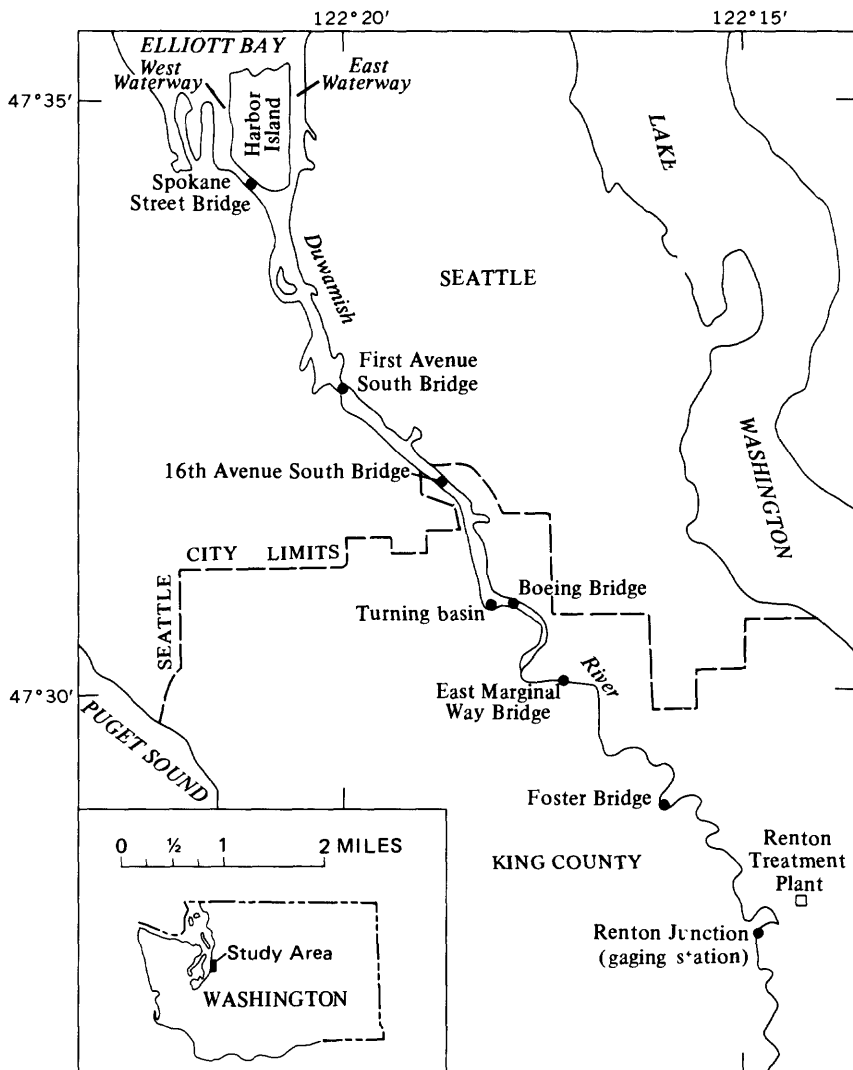 122°20'
122°15'
ELLIOTT BAY
West
Waterway
East
Waterway
47°35'
Harbor
Island
LAKE
Spokane
Street Bridge
Duwamish
SEATTLE
First Avenue
South Bridge
WASHINGTON
16th Avenue South Bridge
CITY LIMITS
SEATTLE
Boeing Bridge
Turning basin
River
47°30'
East Marginal
Way Bridge
PUGET SOUND
Foster Bridge
0 ½ 1 2 MILES
KING COUNTY
Renton
Treatment
Plant
Renton Junction
(gaging station)
Study Area
WASHINGTON